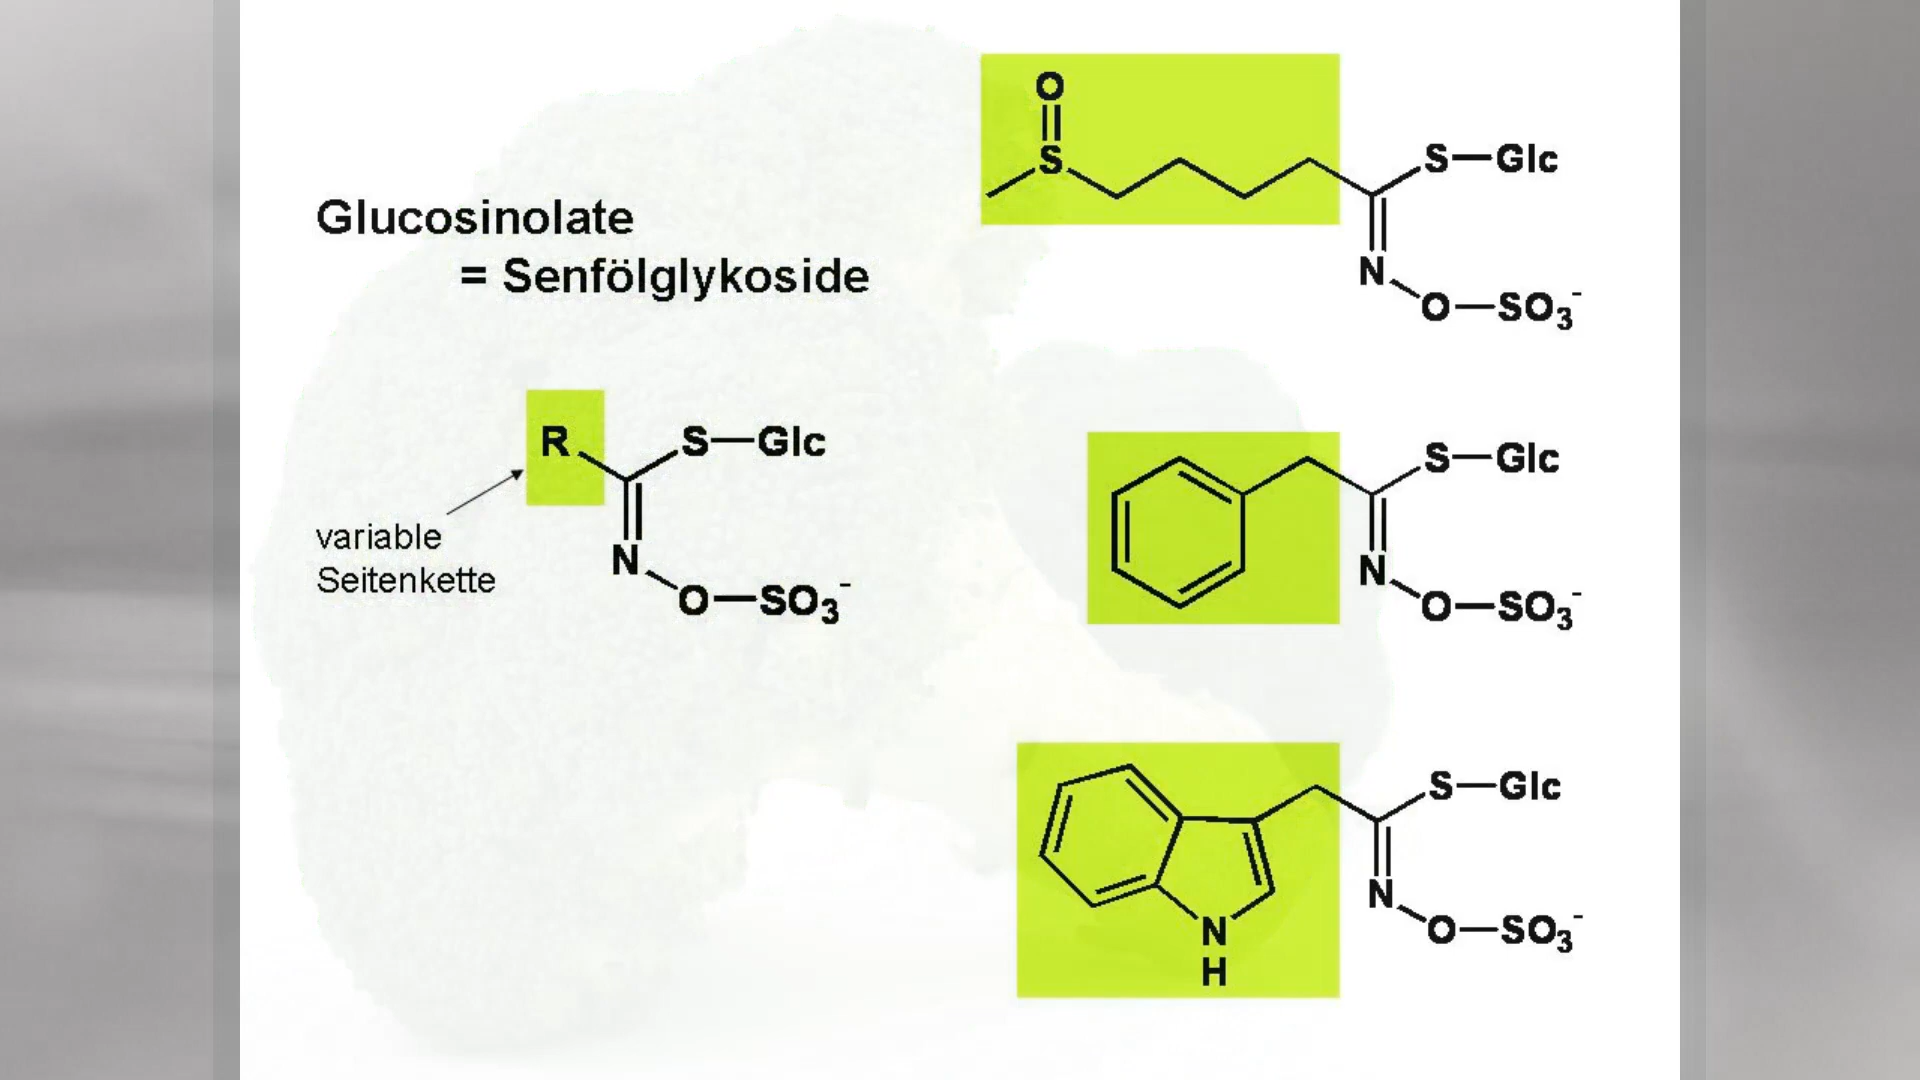 Glucosinolate
= Senfölglykoside
R
S—Glc
N
O—SO₃⁻
variable
Seitenkette
O
S
S—Glc
N
O—SO₃⁻
S—Glc
N
O—SO₃⁻
S—Glc
N
O—SO₃⁻
N
H